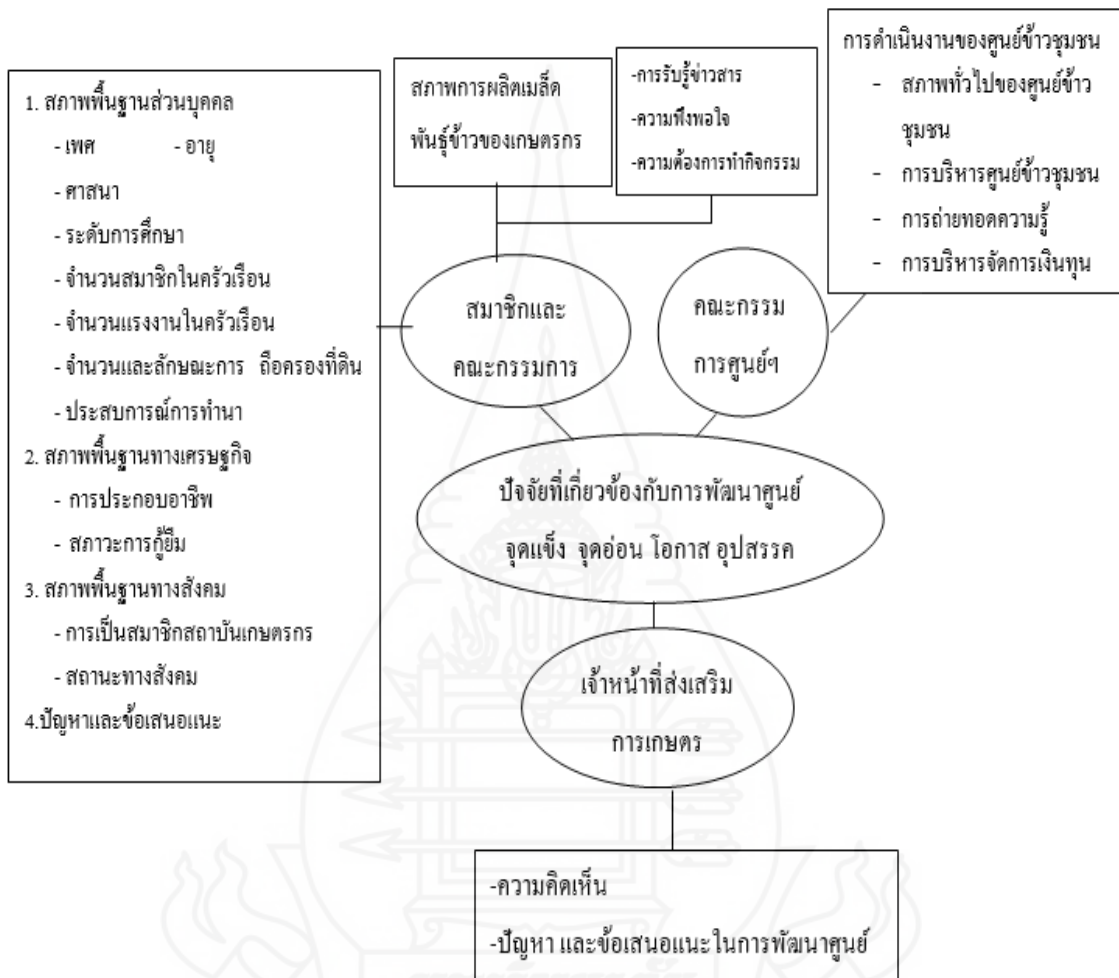 1. สภาพพื้นฐานส่วนบุคคล
- เพศ - อายุ
- ศาสนา
- ระดับการศึกษา
- จำนวนสมาชิกในครัวเรือน
- จำนวนแรงงานในครัวเรือน
- จำนวนและลักษณะการ ถือครองที่ดิน
- ประสบการณ์การทำนา
2. สภาพพื้นฐานทางเศรษฐกิจ
- การประกอบอาชีพ
- สภาวะการกู้ยืม
3. สภาพพื้นฐานทางสังคม
- การเป็นสมาชิกสถาบันเกษตรกร
- สถานะทางสังคม
4.ปัญหาและข้อเสนอแนะ
สภาพการผลิตเมล็ด
พันธุ์ข้าวของเกษตรกร
-การรับรู้ข่าวสาร
-ความพึงพอใจ
-ความต้องการทำกิจกรรม
การดำเนินงานของศูนย์ข้าวชุมชน
- สภาพทั่วไปของศูนย์ข้าว
ชุมชน
- การบริหารศูนย์ข้าวชุมชน
- การถ่ายทอดความรู้
- การบริหารจัดการเงินทุน
สมาชิกและ
คณะกรรมการ
คณะกรรม
การศูนย์ฯ
ปัจจัยที่เกี่ยวข้องกับการพัฒนาศูนย์
จุดแข็ง จุดอ่อน โอกาส อุปสรรค
เจ้าหน้าที่ส่งเสริม
การเกษตร
-ความคิดเห็น
-ปัญหา และข้อเสนอแนะในการพัฒนาศูนย์